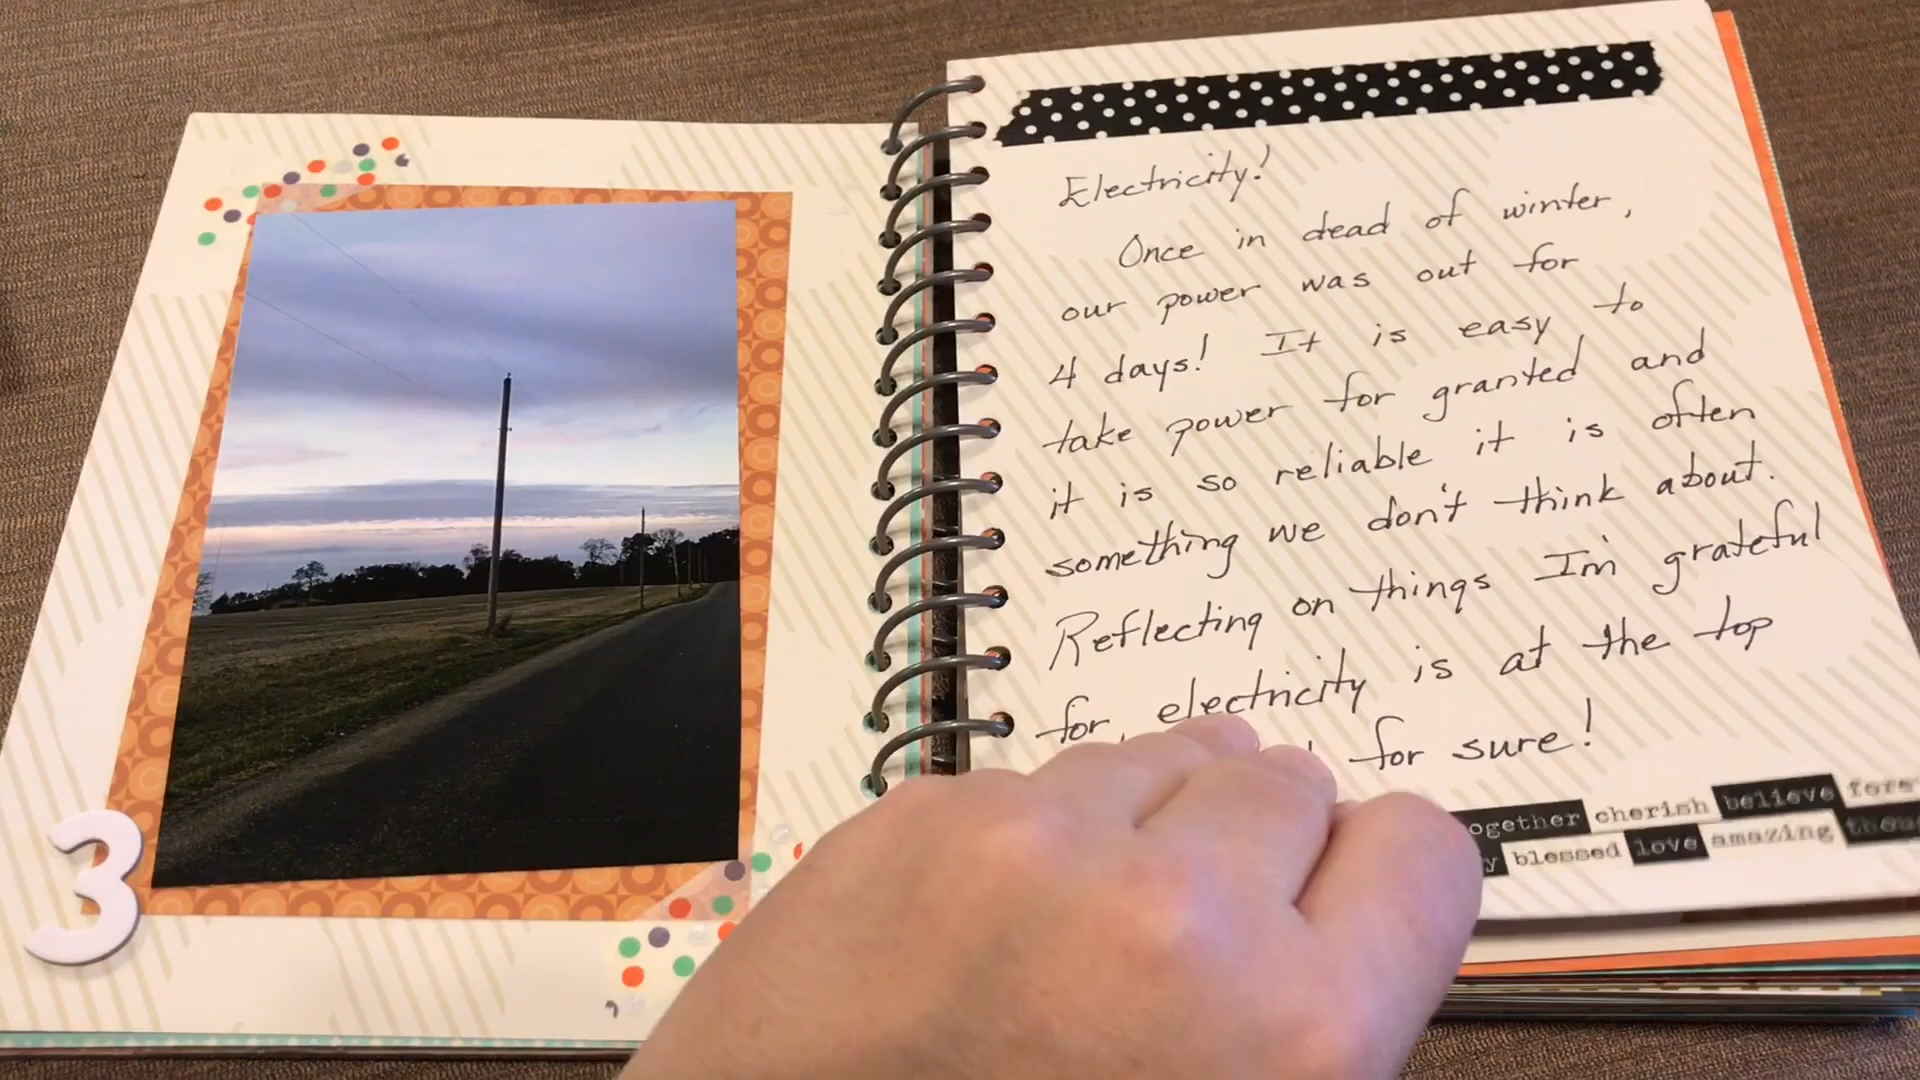 3
Electricity!
Once in dead of winter,
our power was out for
4 days! It is easy to
take power for granted and
it is so reliable it is often
something we don't think about.
Reflecting on things I'm grateful
for, electricity is at the top
for sure!
cherish believe
blessed love amazing